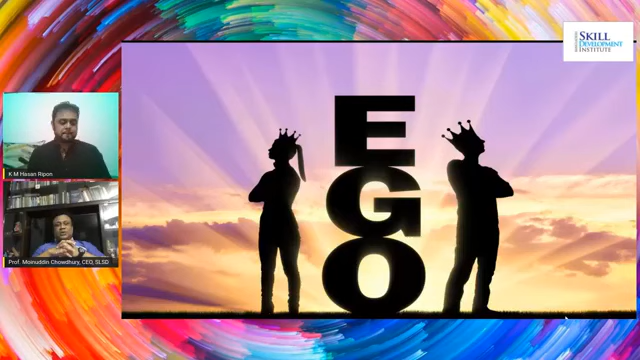 SKILL
DEVELOPMENT
INSTITUTE
E
G
O
K M Hasan Ripon
Prof. Moinuddin Chowdhury, CEO, SLSD